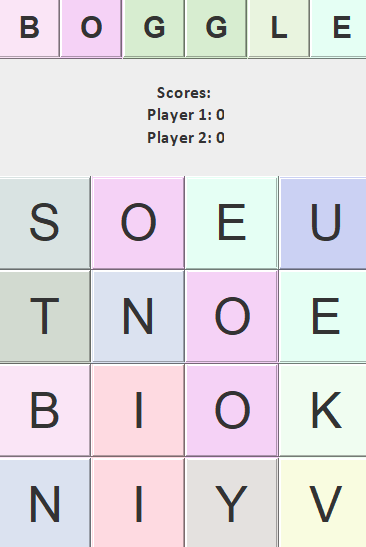 B O G G L E
Scores:
Player 1: 0
Player 2: 0
S O E U
T N O E
B I O K
N I Y V